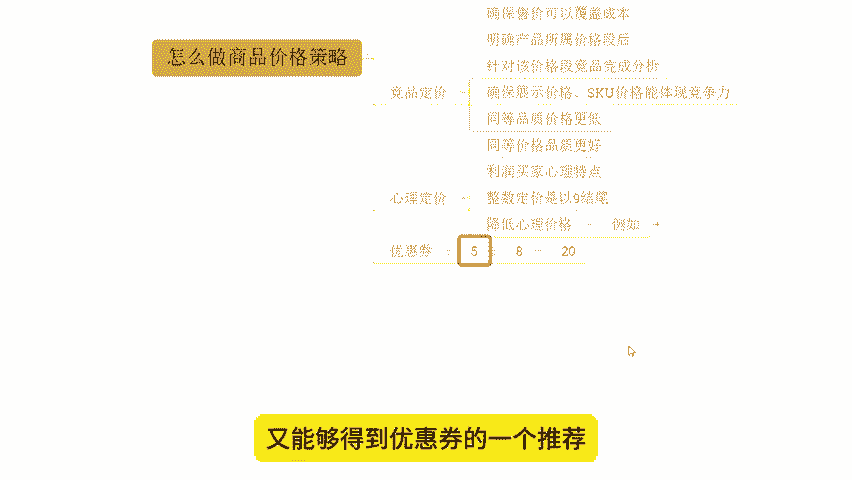 确保售价可以覆盖成本
怎么做商品价格策略
明确产品所属价格段后
针对该价格段竞品完成分析
竞品定价
确保展示价格、SKU价格能体现竞争力
同等品质价格更低
同等价格品质更好
利润买家心理特点
心理定价
整数定价是以9结尾
降低心理价格 例如
优惠券 5 8 20
又能够得到优惠券的一个推荐